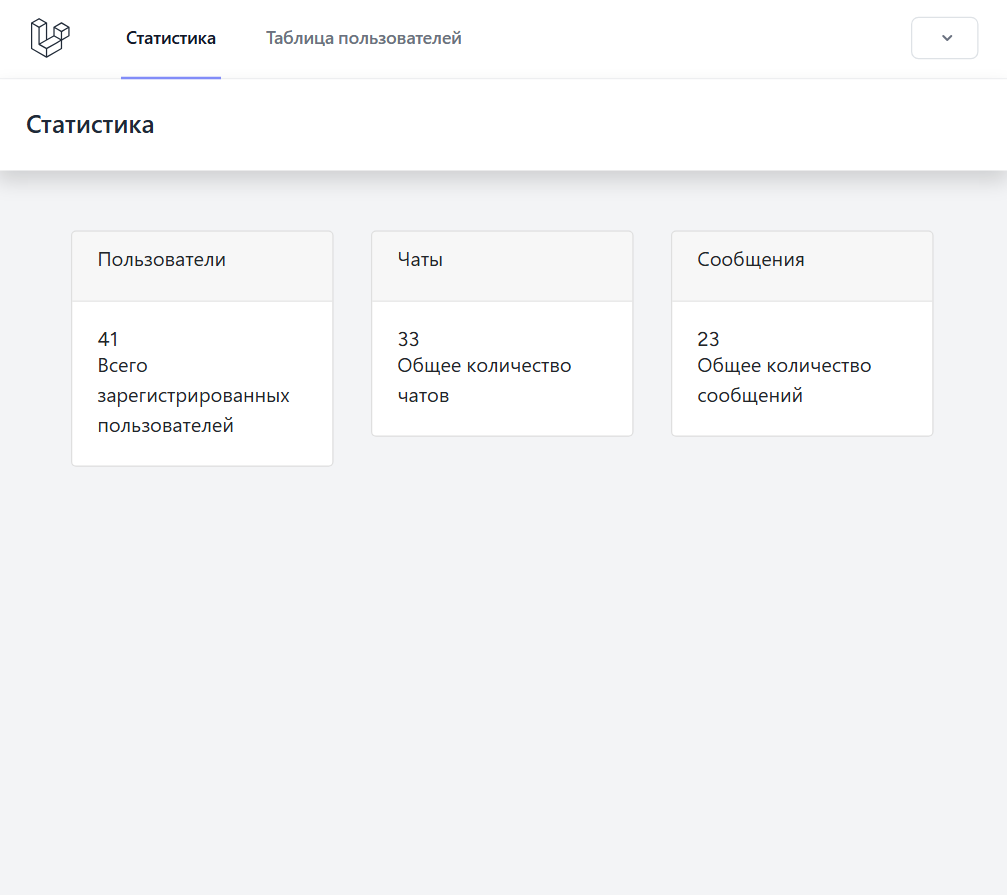 Статистика
Таблица пользователей
Статистика
Пользователи
41
Всего
зарегистрированных
пользователей
Чаты
33
Общее количество
чатов
Сообщения
23
Общее количество
сообщений